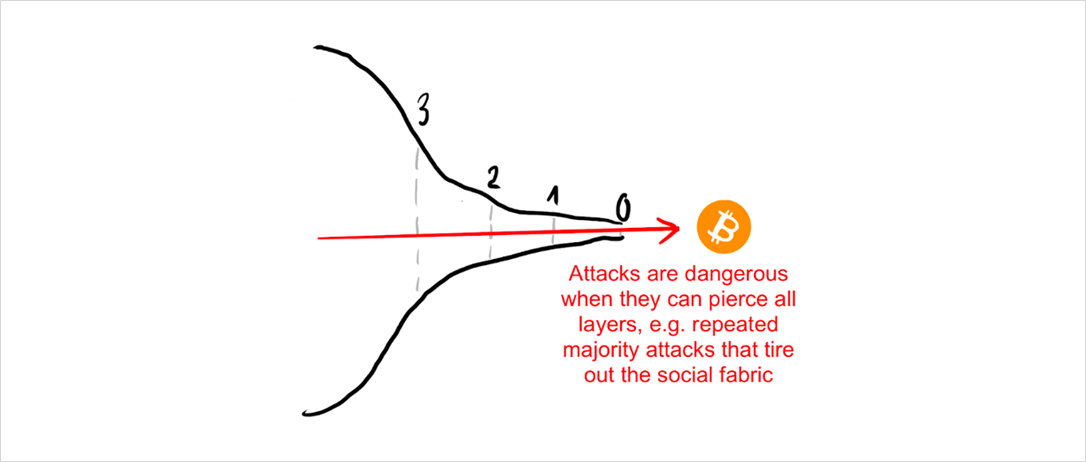 3
2
1
0
Attacks are dangerous
when they can pierce all
layers, e.g. repeated
majority attacks that tire
out the social fabric